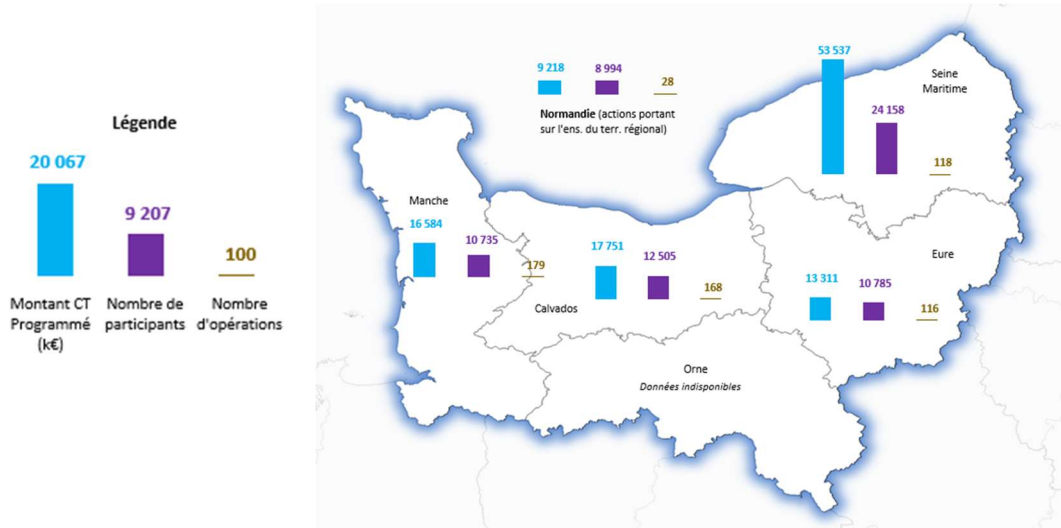 Légende
20 067
9 207
100
Montant CT
Programmé
(k€)
Nombre de
participants
Nombre
d'opérations
9 218
8 994
28
Normandie (actions portant
sur l'ens. du terr. régional)
53 537
Seine
Maritime
24 158
118
Manche
16 584
10 735
179
17 751
12 505
168
Calvados
Eure
13 311
10 785
116
Orne
Données indisponibles